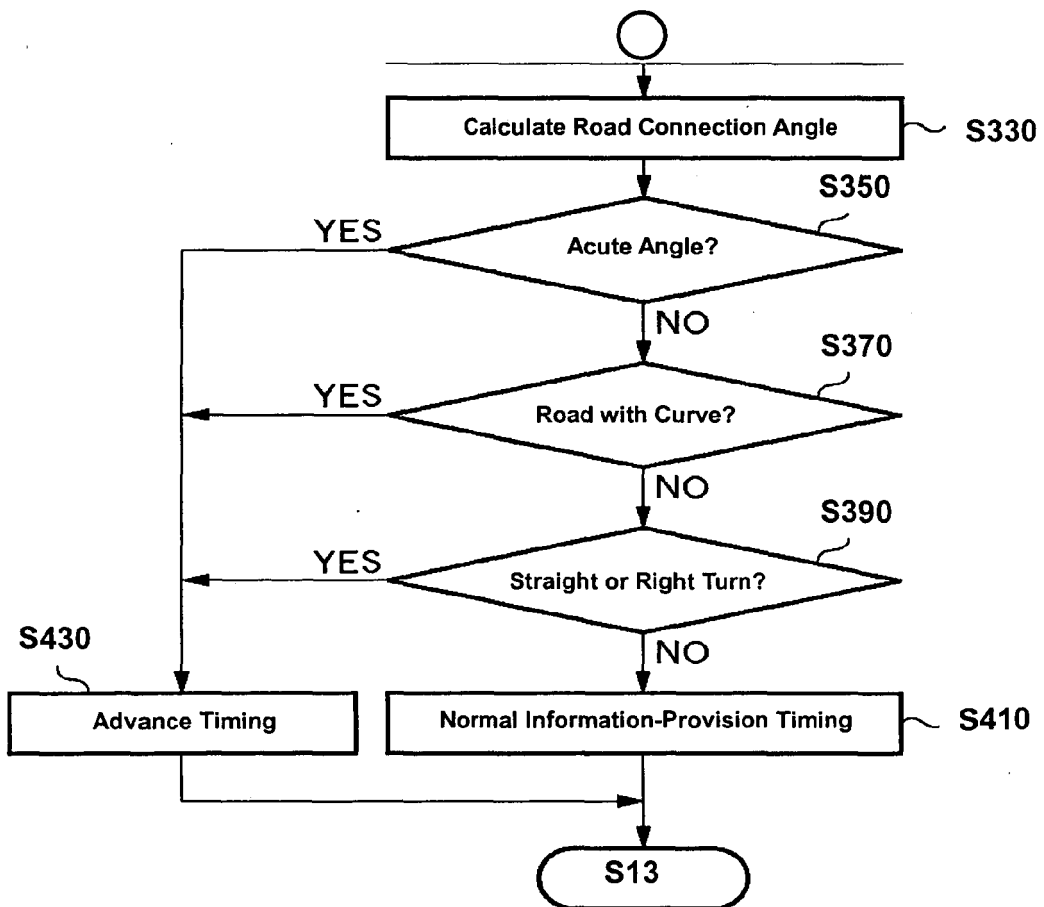 Calculate Road Connection Angle
S330
S350
YES
Acute Angle?
NO
S370
YES
Road with Curve?
NO
S390
YES
Straight or Right Turn?
NO
S430
Advance Timing
Normal Information-Provision Timing
S410
S13